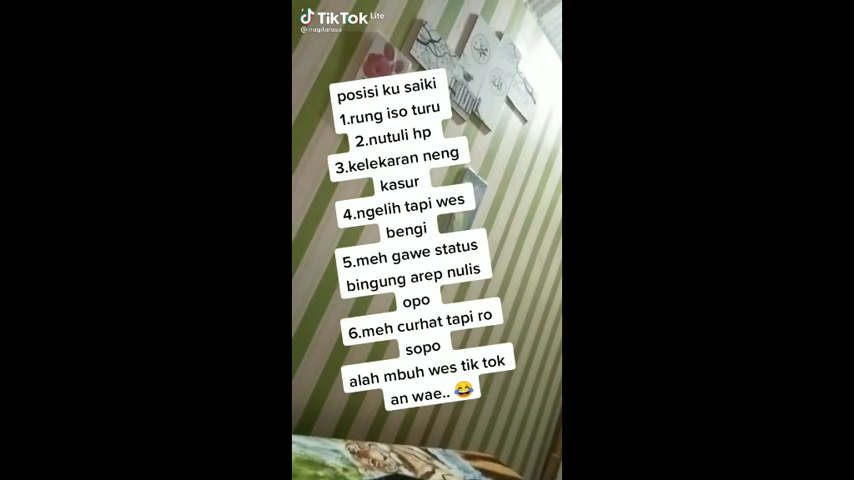 TikTok Lite
@nagitarasa
posisi ku saiki
1.rung iso turu
2.nutuli hp
3.kelekaran neng
kasur
4.ngelih tapi wes
bengi
5.meh gawe status
bingung arep nulis
opo
6.meh curhat tapi ro
sopo
alah mbuh wes tik tok
an wae.. 😂